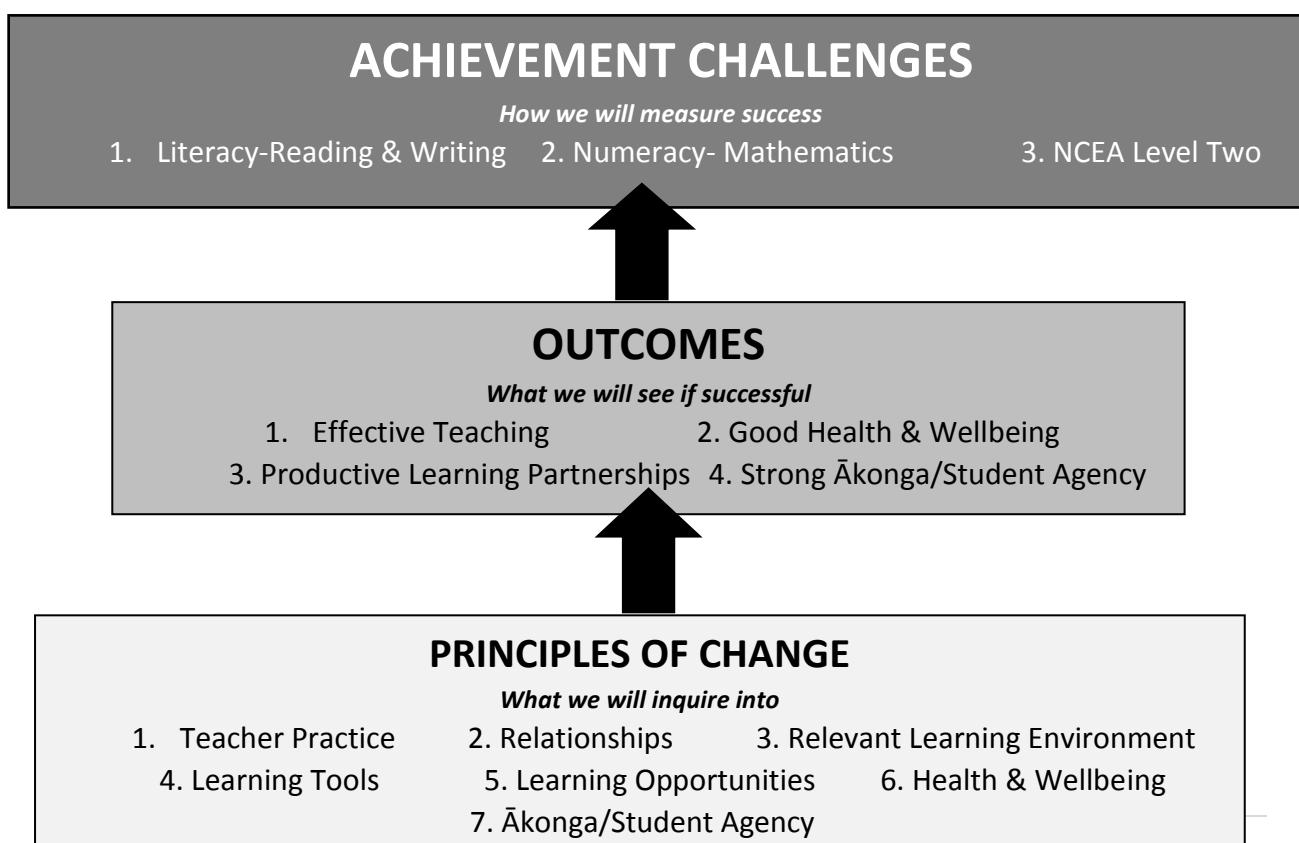 ACHIEVEMENT CHALLENGES
How we will measure success
1. Literacy-Reading & Writing 2. Numeracy- Mathematics 3. NCEA Level Two
OUTCOMES
What we will see if successful
1. Effective Teaching 2. Good Health & Wellbeing
3. Productive Learning Partnerships 4. Strong Ākonga/Student Agency
PRINCIPLES OF CHANGE
What we will inquire into
1. Teacher Practice 2. Relationships 3. Relevant Learning Environment
4. Learning Tools 5. Learning Opportunities 6. Health & Wellbeing
7. Ākonga/Student Agency